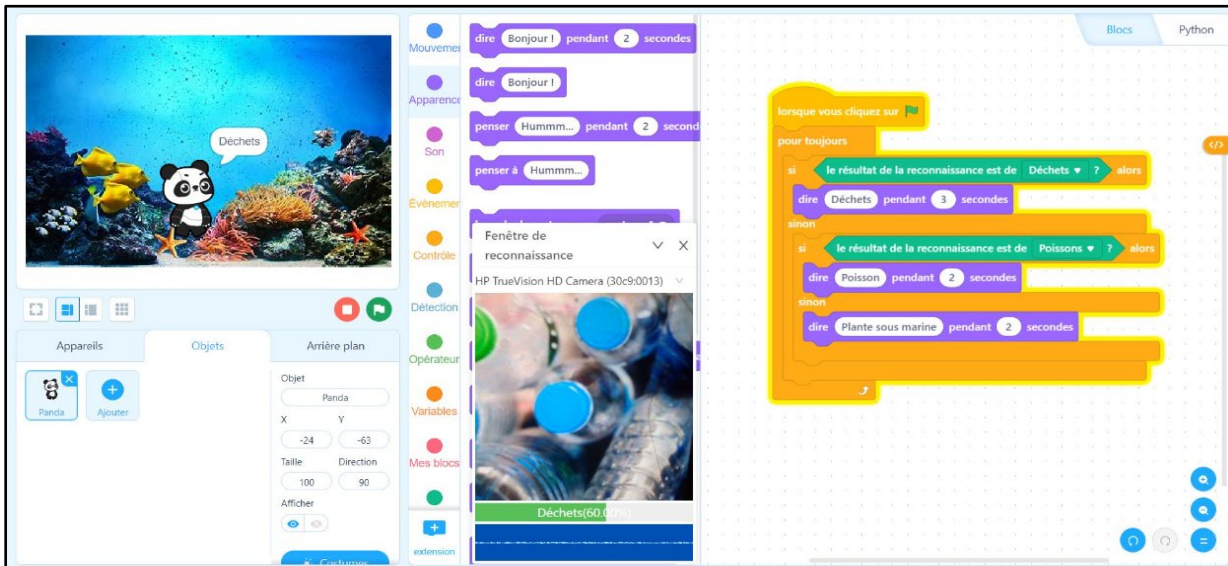 Déchets
Appareils
Objets
Arrière plan
Panda
Ajouter
Objet
Panda
X
Y
-24
-63
Taille
Direction
100
90
Afficher
Costumes
Mouvemer
Apparence
Son
Évènemer
Contrôle
Détection
Opérateur
Variables
Mes blocs
extension
dire Bonjour ! pendant 2 secondes
dire Bonjour !
penser Hummm... pendant 2 second
penser à Hummm...
Fenêtre de
reconnaissance
HP TrueVision HD Camera (30c9:0013)
Déchets(60.00%)
Blocs
Python
lorsque vous cliquez sur
pour toujours
si le résultat de la reconnaissance est de Déchets ? alors
dire Déchets pendant 3 secondes
sinon
si le résultat de la reconnaissance est de Poissons ? alors
dire Poisson pendant 2 secondes
sinon
dire Plante sous marine pendant 2 secondes